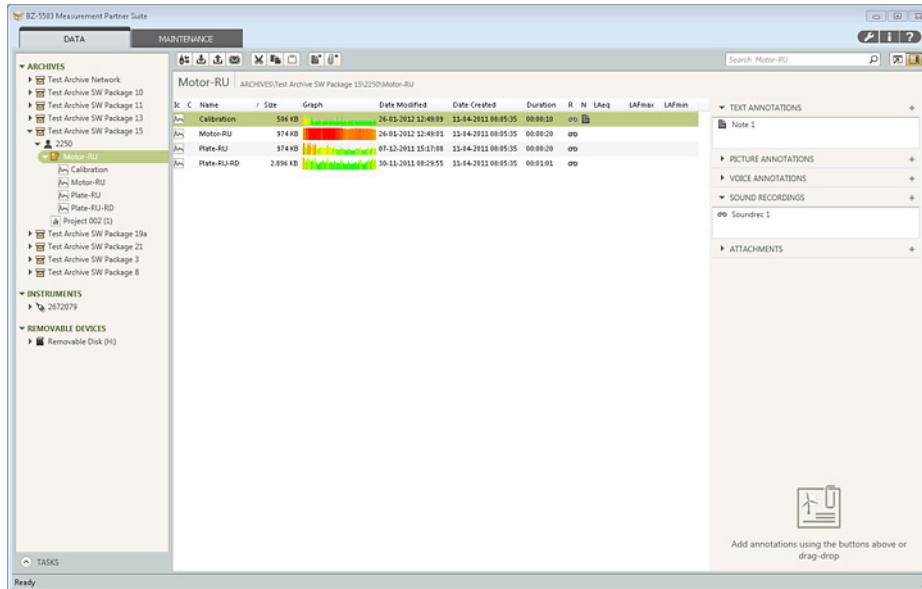 BZ-5503 Measurement Partner Suite
DATA MAINTENANCE
ARCHIVES
Test Archive Network
Test Archive SW Package 10
Test Archive SW Package 11
Test Archive SW Package 13
Test Archive SW Package 15
2250
Motor-RU
Calibration
Motor-RU
Plate-RU
Plate-RU-RD
Project 002 (1)
Test Archive SW Package 19a
Test Archive SW Package 21
Test Archive SW Package 3
Test Archive SW Package 8
INSTRUMENTS
2672079
REMOVABLE DEVICES
Removable Disk (H:)
TASKS
Ready
Search Motor-RU
Motor-RU ARCHIVES\Test Archive SW Package 15\2250\Motor-RU
Ic C Name / Size Graph Date Modified Date Created Duration R N LAeq LAFmax LAFmin
Calibration 506 KB 26-01-2012 12:49:09 11-04-2011 08:05:35 00:00:10
Motor-RU 974 KB 26-01-2012 12:49:01 11-04-2011 08:05:35 00:00:20
Plate-RU 974 KB 07-12-2011 15:17:08 11-04-2011 08:05:35 00:00:20
Plate-RU-RD 2.096 KB 30-11-2011 08:29:55 11-04-2011 08:05:35 00:01:01
TEXT ANNOTATIONS +
Note 1
PICTURE ANNOTATIONS +
VOICE ANNOTATIONS +
SOUND RECORDINGS +
Soundrec 1
ATTACHMENTS +
Add annotations using the buttons above or
drag-drop